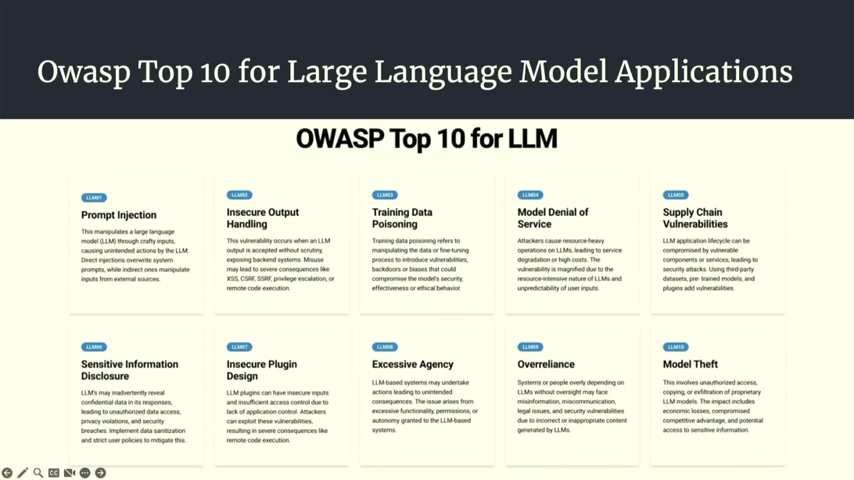 Owasp Top 10 for Large Language Model Applications
OWASP Top 10 for LLM
LLM01
Prompt Injection
This manipulates a large language
model (LLM) through crafty inputs,
causing unintended actions by the LLM.
Direct injections overwrite system
prompts, while indirect ones manipulate
inputs from external sources.
LLM02
Insecure Output
Handling
This vulnerability occurs when an LLM
output is accepted without scrutiny,
exposing backend systems. Misuse
may lead to severe consequences like
XSS, CSRF, SSRF, privilege escalation, or
remote code execution.
LLM03
Training Data
Poisoning
Training data poisoning refers to
manipulating the data or fine-tuning
process to introduce vulnerabilities,
backdoors or biases that could
compromise the model's security,
effectiveness or ethical behavior.
LLM04
Model Denial of
Service
Attackers cause resource-heavy
operations on LLMs, leading to service
degradation or high costs. The
vulnerability is magnified due to the
resource-intensive nature of LLMs and
unpredictability of user inputs.
LLM05
Supply Chain
Vulnerabilities
LLM application lifecycle can be
compromised by vulnerable
components or services, leading to
security attacks. Using third-party
datasets, pre- trained models, and
plugins add vulnerabilities.
LLM06
Sensitive Information
Disclosure
LLM's may inadvertently reveal
confidential data in its responses,
leading to unauthorized data access,
privacy violations, and security
breaches. Implement data sanitization
and strict user policies to mitigate this.
LLM07
Insecure Plugin
Design
LLM plugins can have insecure inputs
and insufficient access control due to
lack of application control. Attackers
can exploit these vulnerabilities,
resulting in severe consequences like
remote code execution.
LLM08
Excessive Agency
LLM-based systems may undertake
actions leading to unintended
consequences. The issue arises from
excessive functionality, permissions, or
autonomy granted to the LLM-based
systems.
LLM09
Overreliance
Systems or people overly depending on
LLMs without oversight may face
misinformation, miscommunication,
legal issues, and security vulnerabilities
due to incorrect or inappropriate content
generated by LLMs.
LLM10
Model Theft
This involves unauthorized access,
copying, or exfiltration of proprietary
LLM models. The impact includes
economic losses, compromised
competitive advantage, and potential
access to sensitive information.
CC